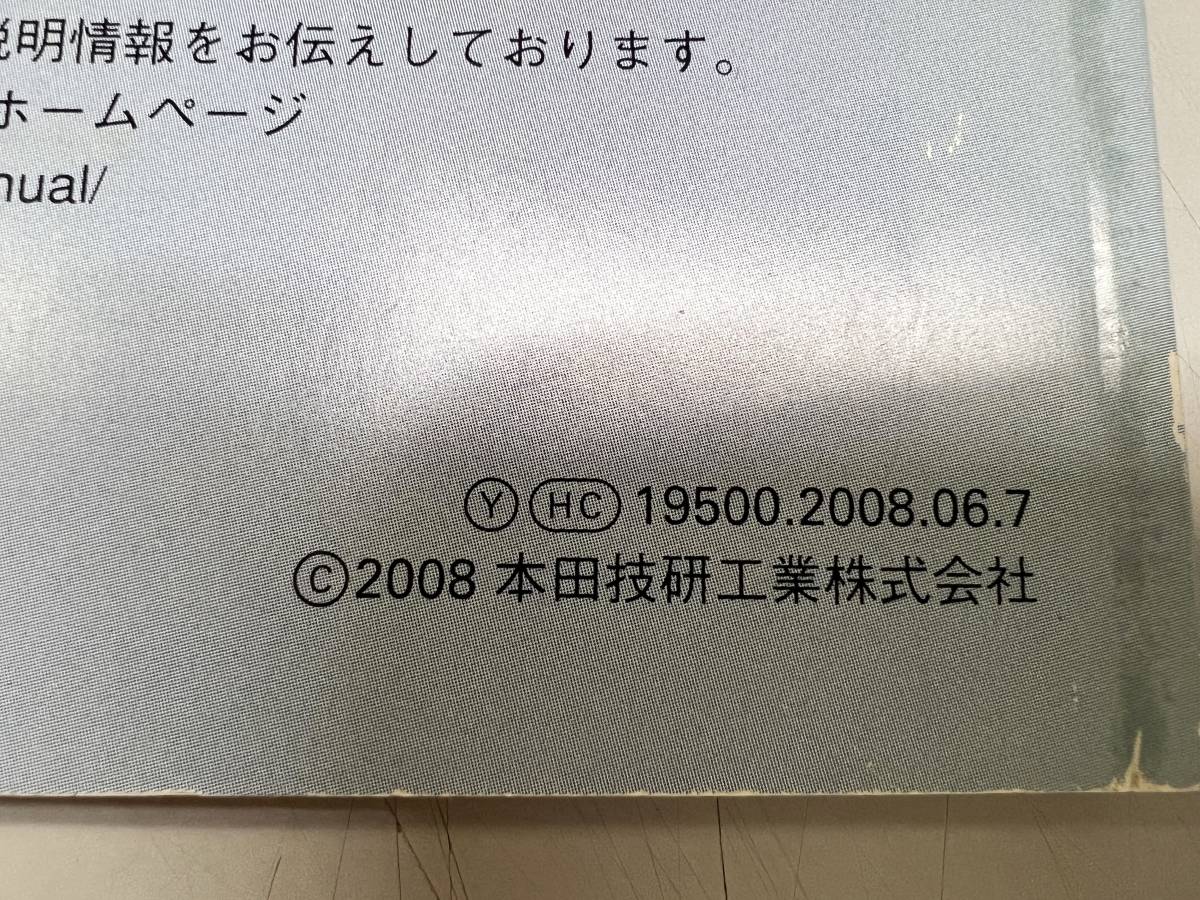 説明情報をお伝えしております。
ホームページ
nual/
Ⓨ HC 19500.2008.06.7
©2008 本田技研工業株式会社